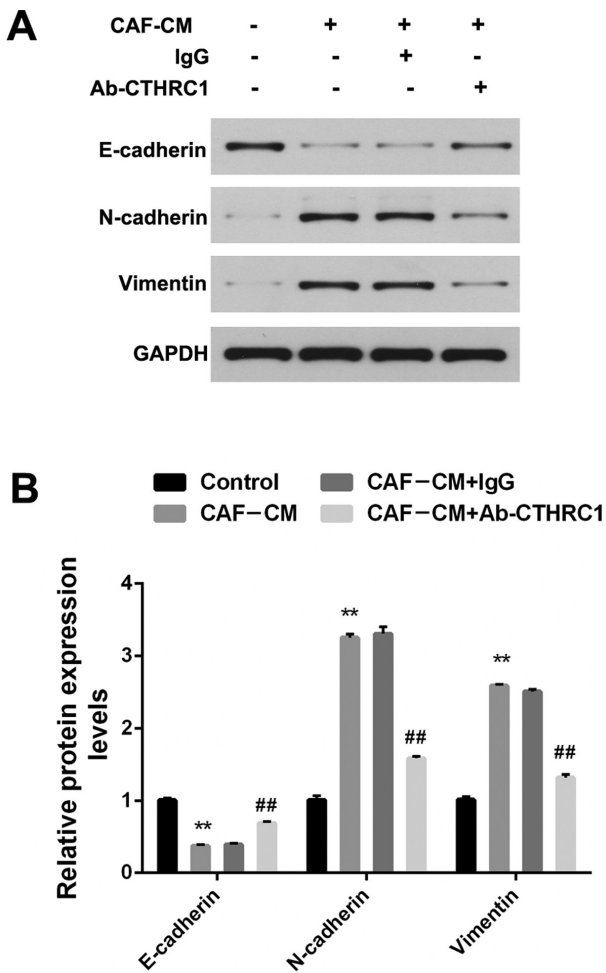 A
CAF-CM - + + +
IgG - - + -
Ab-CTHRC1 - - - +
E-cadherin
N-cadherin
Vimentin
GAPDH
B
Control CAF−CM+IgG
CAF−CM CAF−CM+Ab-CTHRC1
Relative protein expression
levels
4
3
2
1
0
**
##
**
##
**
##
E-cadherin
N-cadherin
Vimentin